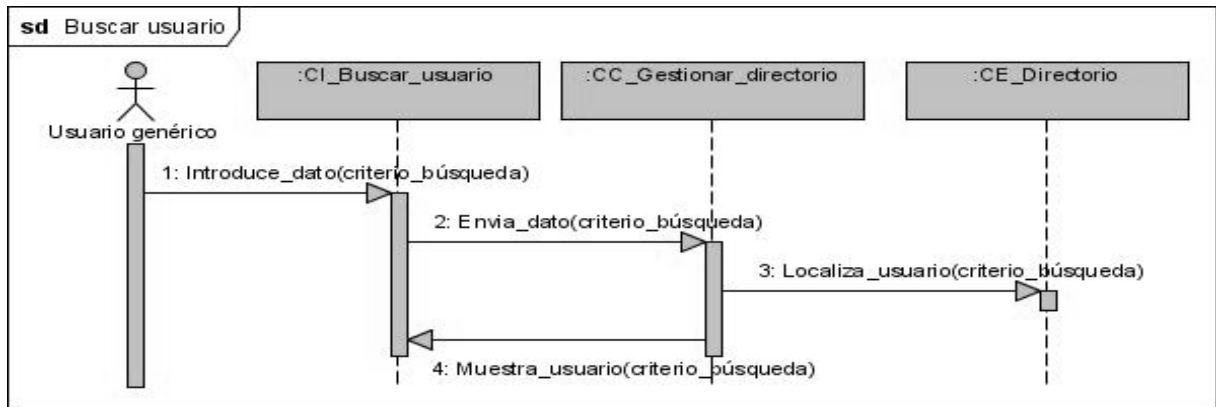 sd Buscar usuario
:CI_Buscar_usuario
:CC_Gestionar_directorio
:CE_Directorio
Usuario genérico
1: Introduce_dato(criterio_búsqueda)
2: Envia_dato(criterio_búsqueda)
3: Localiza_usuario(criterio_búsqueda)
4: Muestra_usuario(criterio_búsqueda)